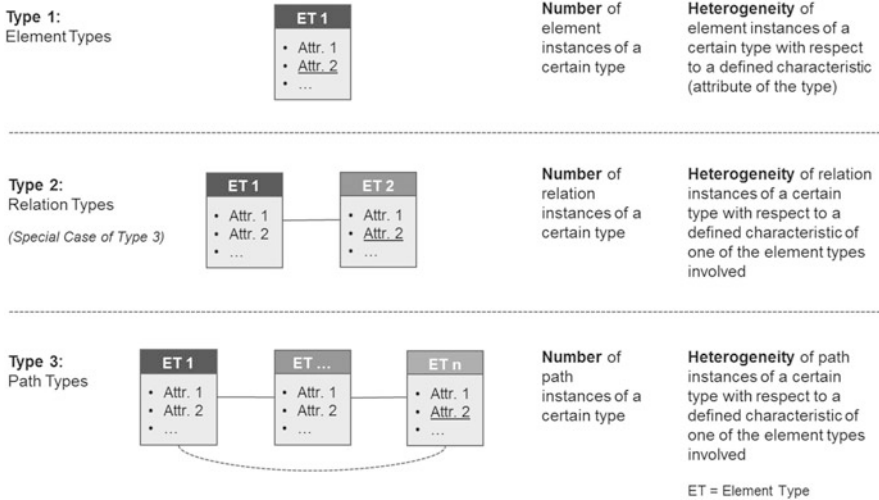 Type 1:
Element Types
ET 1
• Attr. 1
• Attr. 2
• ...
Number of
element
instances of a
certain type
Heterogeneity of
element instances of a
certain type with respect
to a defined characteristic
(attribute of the type)
Type 2:
Relation Types
(Special Case of Type 3)
ET 1
• Attr. 1
• Attr. 2
• ...
ET 2
• Attr. 1
• Attr. 2
• ...
Number of
relation
instances of a
certain type
Heterogeneity of relation
instances of a certain
type with respect to a
defined characteristic of
one of the element types
involved
Type 3:
Path Types
ET 1
• Attr. 1
• Attr. 2
• ...
ET ...
• Attr. 1
• Attr. 2
• ...
ET n
• Attr. 1
• Attr. 2
• ...
Number of
path
instances of a
certain type
Heterogeneity of path
instances of a certain
type with respect to a
defined characteristic of
one of the element types
involved
ET = Element Type